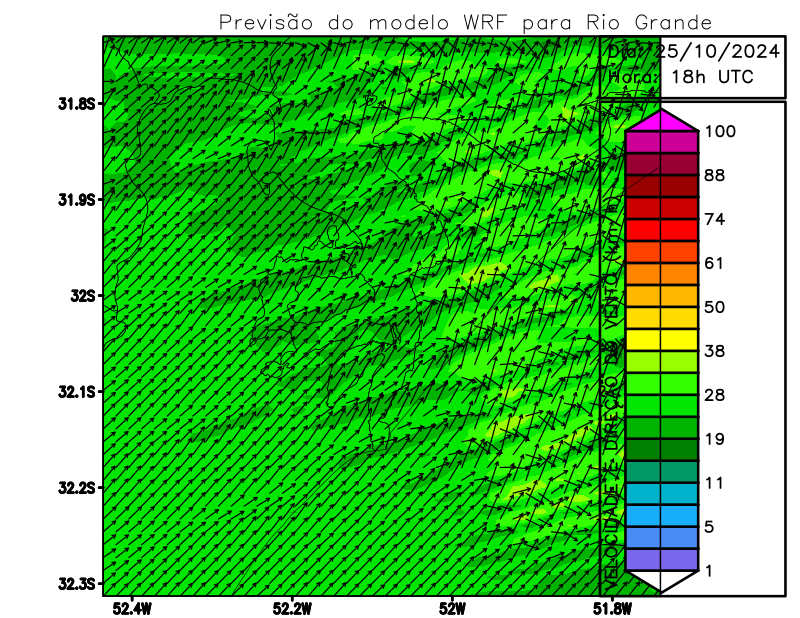 Previsão do modelo WRF para Rio Grande
Dia: 25/10/2024
Hora: 18h UTC
31.8S
31.9S
32S
32.1S
32.2S
32.3S
52.4W
52.2W
52W
51.8W
VELOCIDADE E DIREÇÃO DO VENTO (km/h)
100
88
74
61
50
38
28
19
11
5
1